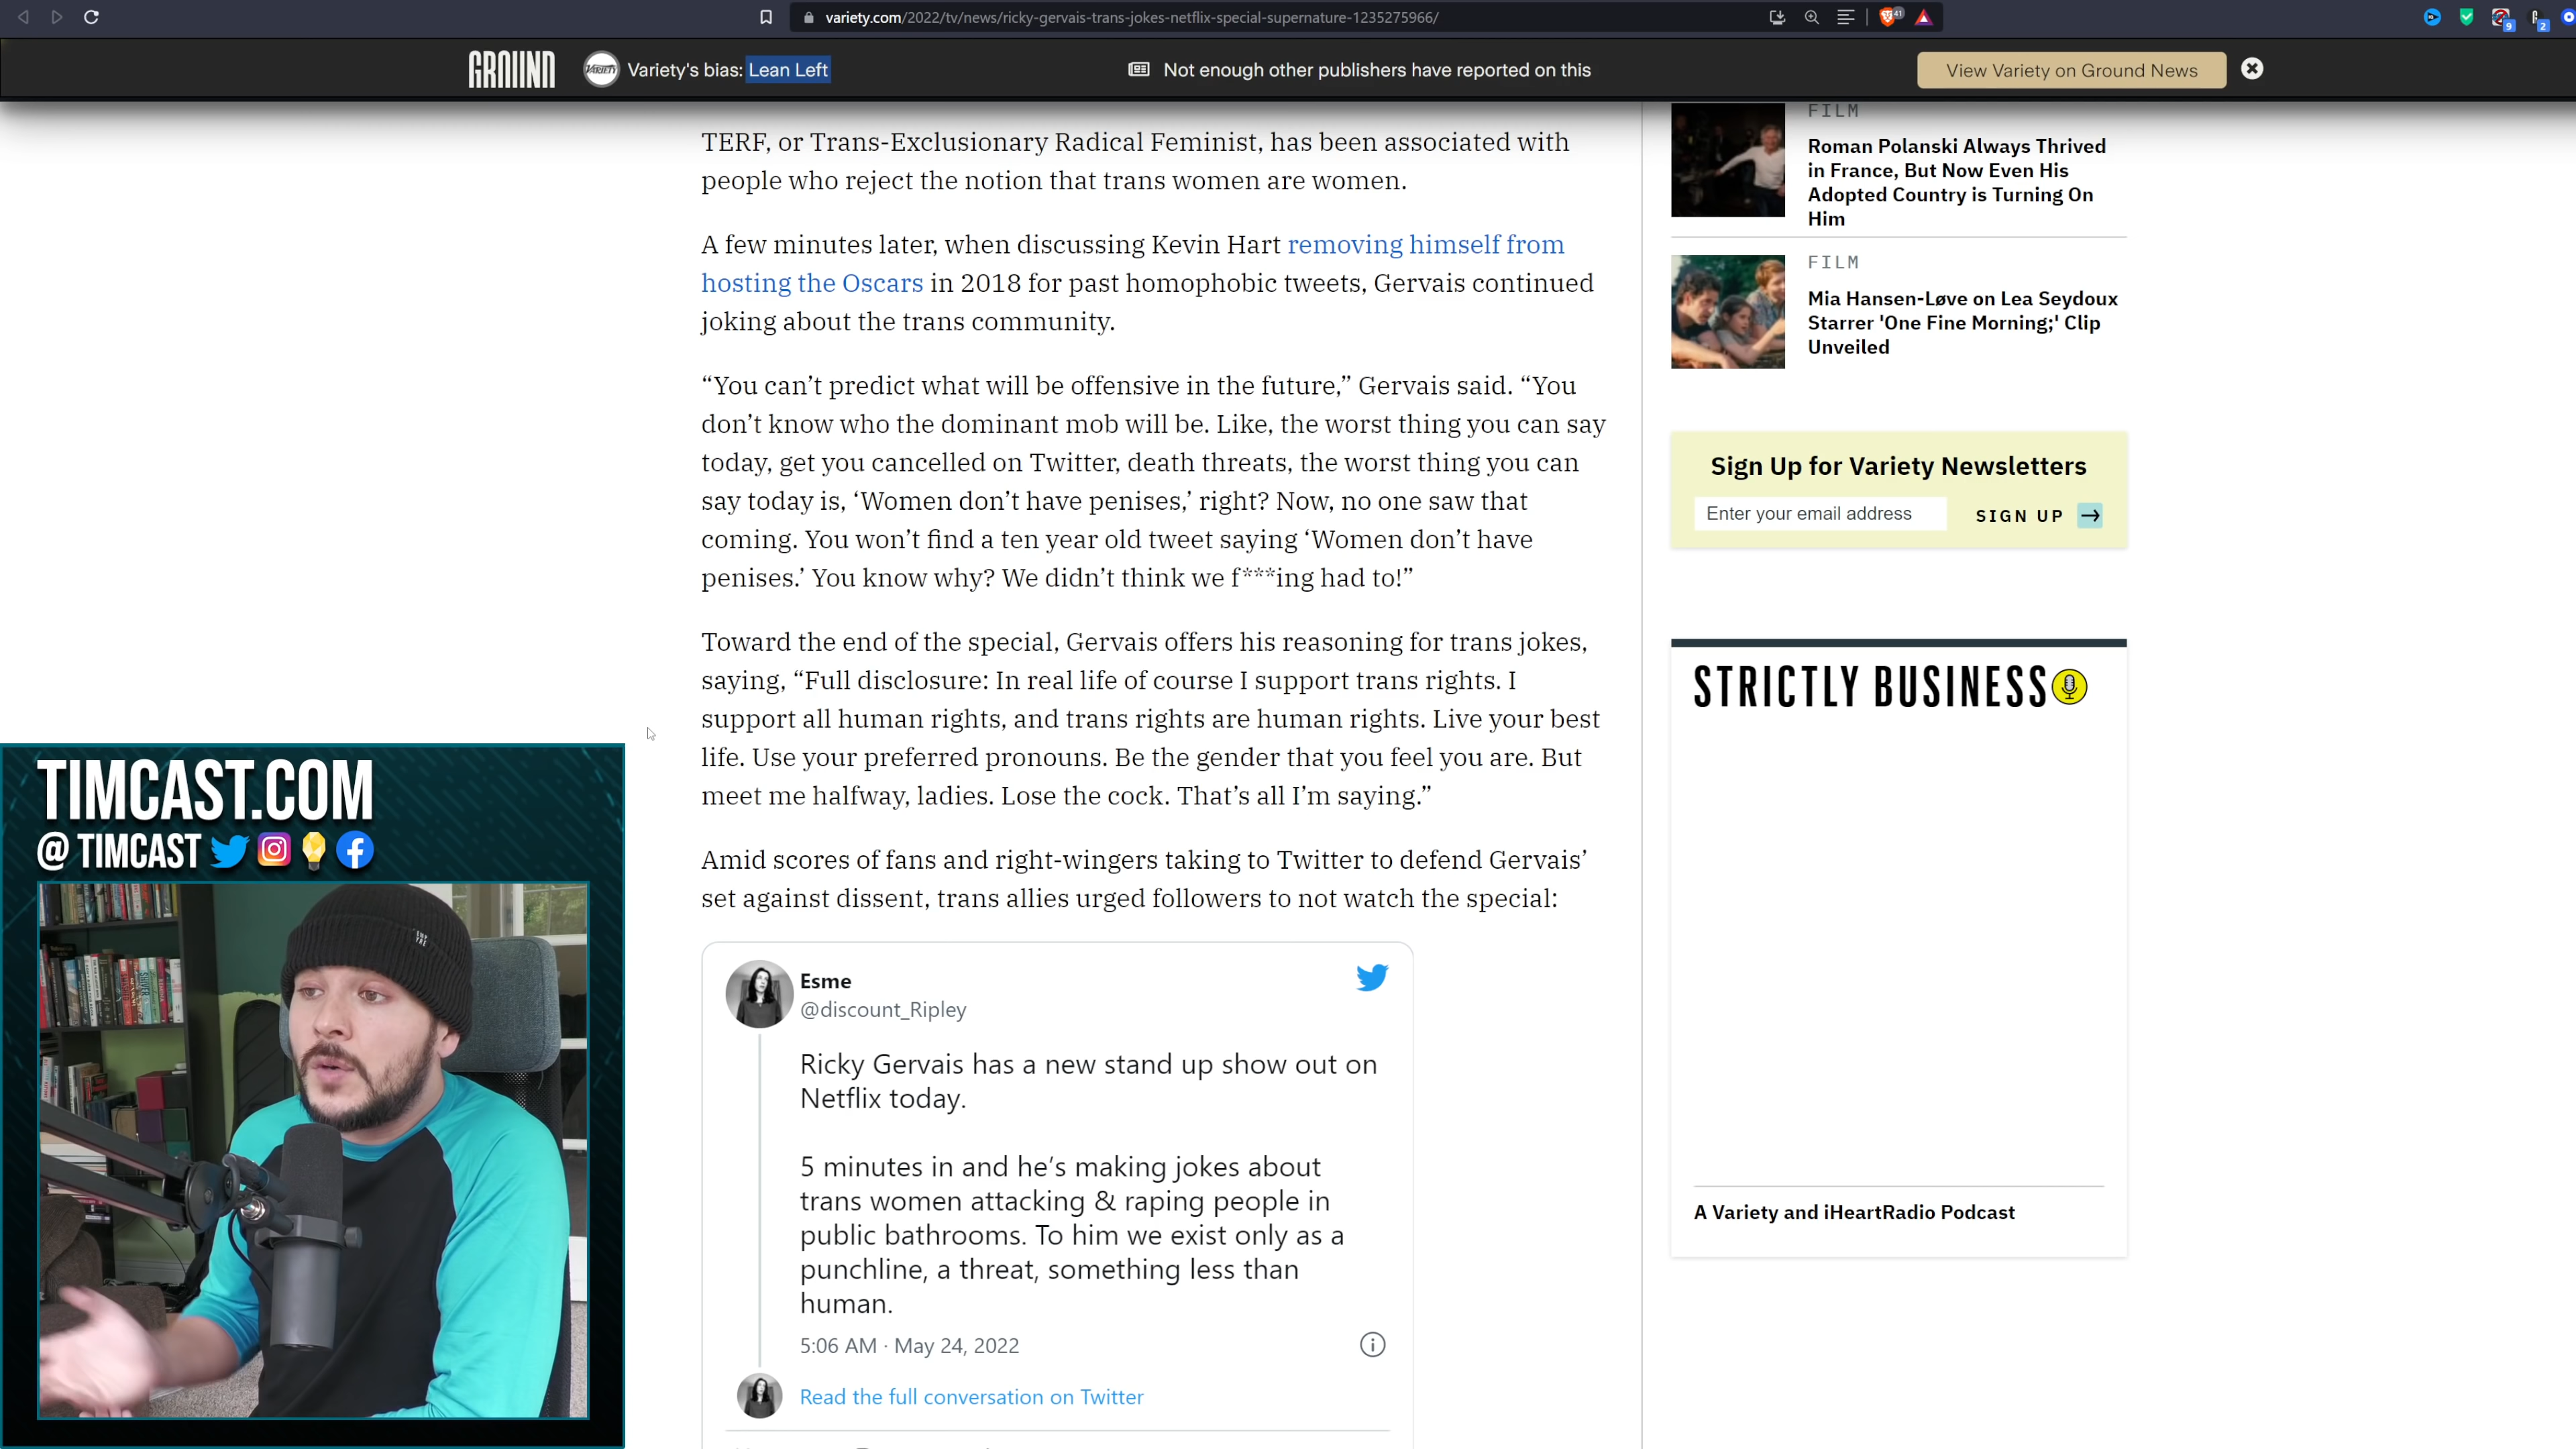 variety.com/2022/tv/news/ricky-gervais-trans-jokes-netflix-special-supernature-1235275966/
41
9
2
GROUND
VARIETY
Variety's bias: Lean Left
Not enough other publishers have reported on this
View Variety on Ground News
TERF, or Trans-Exclusionary Radical Feminist, has been associated with
people who reject the notion that trans women are women.
A few minutes later, when discussing Kevin Hart removing himself from
hosting the Oscars in 2018 for past homophobic tweets, Gervais continued
joking about the trans community.
“You can’t predict what will be offensive in the future,” Gervais said. “You
don’t know who the dominant mob will be. Like, the worst thing you can say
today, get you cancelled on Twitter, death threats, the worst thing you can
say today is, ‘Women don’t have penises,’ right? Now, no one saw that
coming. You won’t find a ten year old tweet saying ‘Women don’t have
penises.’ You know why? We didn’t think we f***ing had to!”
Toward the end of the special, Gervais offers his reasoning for trans jokes,
saying, “Full disclosure: In real life of course I support trans rights. I
support all human rights, and trans rights are human rights. Live your best
life. Use your preferred pronouns. Be the gender that you feel you are. But
meet me halfway, ladies. Lose the cock. That’s all I’m saying.”
Amid scores of fans and right-wingers taking to Twitter to defend Gervais’
set against dissent, trans allies urged followers to not watch the special:
Esme
@discount_Ripley
Ricky Gervais has a new stand up show out on
Netflix today.
5 minutes in and he’s making jokes about
trans women attacking & raping people in
public bathrooms. To him we exist only as a
punchline, a threat, something less than
human.
5:06 AM · May 24, 2022
Read the full conversation on Twitter
FILM
Roman Polanski Always Thrived
in France, But Now Even His
Adopted Country is Turning On
Him
FILM
Mia Hansen-Løve on Lea Seydoux
Starrer 'One Fine Morning;' Clip
Unveiled
Sign Up for Variety Newsletters
Enter your email address
SIGN UP
STRICTLY BUSINESS
A Variety and iHeartRadio Podcast
TIMCAST.COM
@ TIMCAST